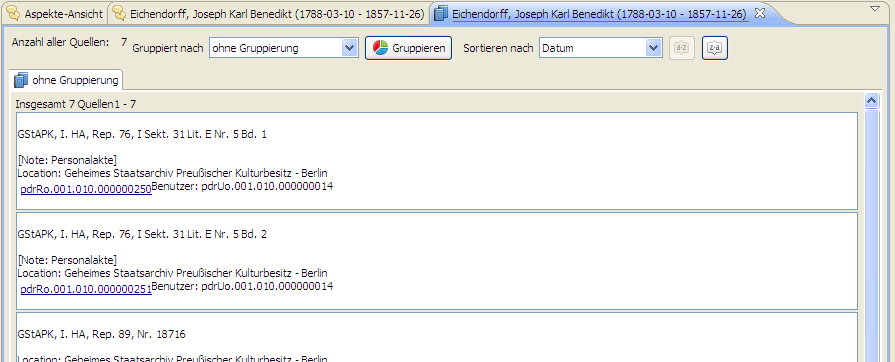 Aspekte-Ansicht Eichendorff, Joseph Karl Benedikt (1788-03-10 - 1857-11-26) Eichendorff, Joseph Karl Benedikt (1788-03-10 - 1857-11-26)
Anzahl aller Quellen: 7 Gruppiert nach ohne Gruppierung Gruppieren Sortieren nach Datum a-z z-a
ohne Gruppierung
Insgesamt 7 Quellen1 - 7
GStAPK, I. HA, Rep. 76, I Sekt. 31 Lit. E Nr. 5 Bd. 1
[Note: Personalakte]
Location: Geheimes Staatsarchiv Preußischer Kulturbesitz - Berlin
pdrRo.001.010.000000250Benutzer: pdrUo.001.010.000000014
GStAPK, I. HA, Rep. 76, I Sekt. 31 Lit. E Nr. 5 Bd. 2
[Note: Personalakte]
Location: Geheimes Staatsarchiv Preußischer Kulturbesitz - Berlin
pdrRo.001.010.000000251Benutzer: pdrUo.001.010.000000014
GStAPK, I. HA, Rep. 89, Nr. 18716
Location: Geheimes Staatsarchiv Preußischer Kulturbesitz - Berlin